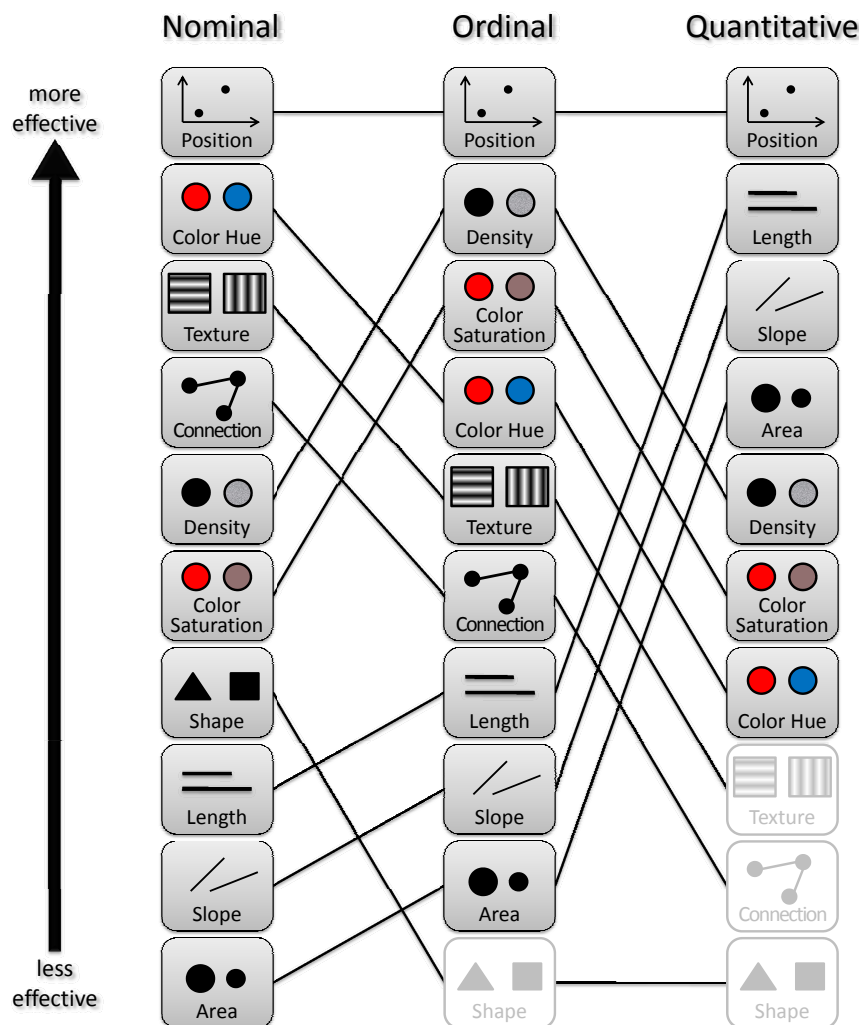 Nominal
Ordinal
Quantitative
more
effective
Position
Position
Position
Color Hue
Density
Length
Texture
Color
Saturation
Slope
Connection
Color Hue
Area
Density
Texture
Density
Color
Saturation
Connection
Color
Saturation
Shape
Length
Color Hue
Length
Slope
Texture
Slope
Area
Connection
less
effective
Area
Shape
Shape